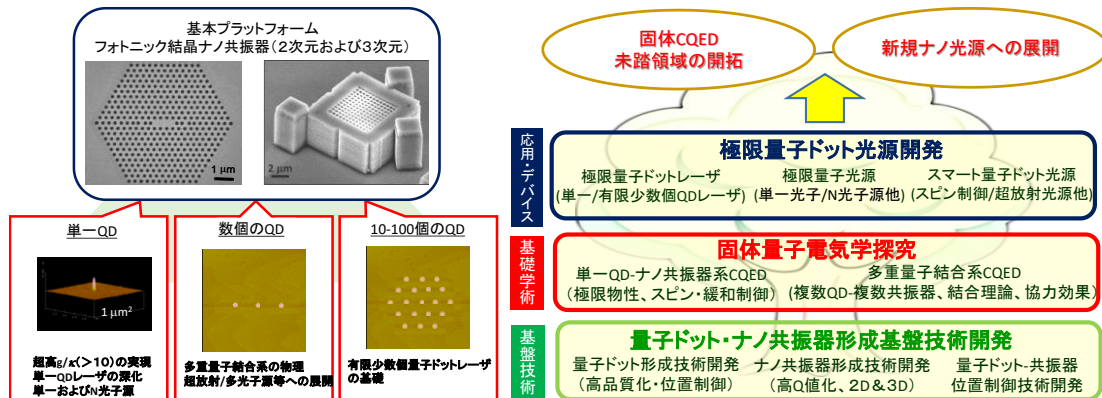 基本プラットフォーム
フォトニック結晶ナノ共振器(2次元および3次元)
1 μm
2 μm
単一QD
1 μm²
超高g/κ(>10)の実現
単一QDレーザの深化
単一およびN光子源
数個のQD
多重量子結合系の物理
超放射/多光子源等への展開
10-100個のQD
有限少数個量子ドットレーザ
の基礎
固体CQED
未踏領域の開拓
新規ナノ光源への展開
応用・デバイス
極限量子ドット光源開発
極限量子ドットレーザ
(単一/有限少数個QDレーザ)
極限量子光源
(単一光子/N光子源他)
スマート量子ドット光源
(スピン制御/超放射光源他)
基礎学術
固体量子電気学探究
単一QD-ナノ共振器系CQED
(極限物性、スピン・緩和制御)
多重量子結合系CQED
(複数QD-複数共振器、結合理論、協力効果)
基盤技術
量子ドット・ナノ共振器形成基盤技術開発
量子ドット形成技術開発
(高品質化・位置制御)
ナノ共振器形成技術開発
(高Q値化、2D&3D)
量子ドット-共振器
位置制御技術開発